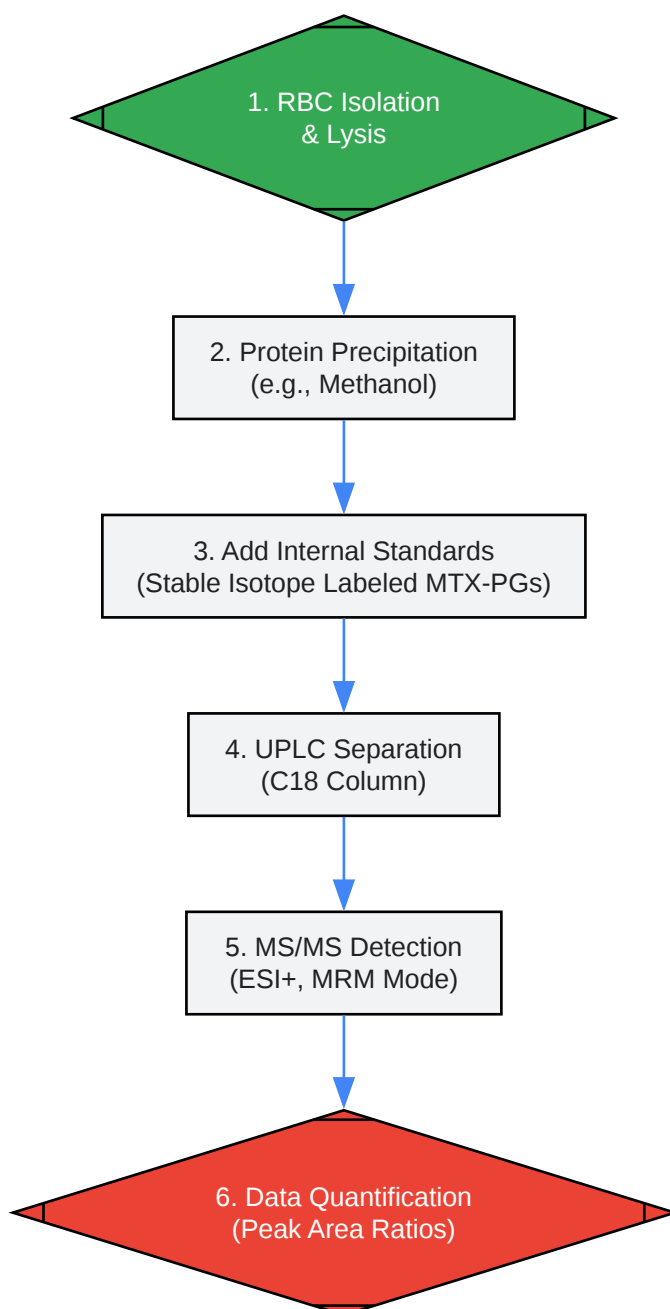 1. RBC Isolation
& Lysis
2. Protein Precipitation
(e.g., Methanol)
3. Add Internal Standards
(Stable Isotope Labeled MTX-PGs)
4. UPLC Separation
(C18 Column)
5. MS/MS Detection
(ESI+, MRM Mode)
6. Data Quantification
(Peak Area Ratios)